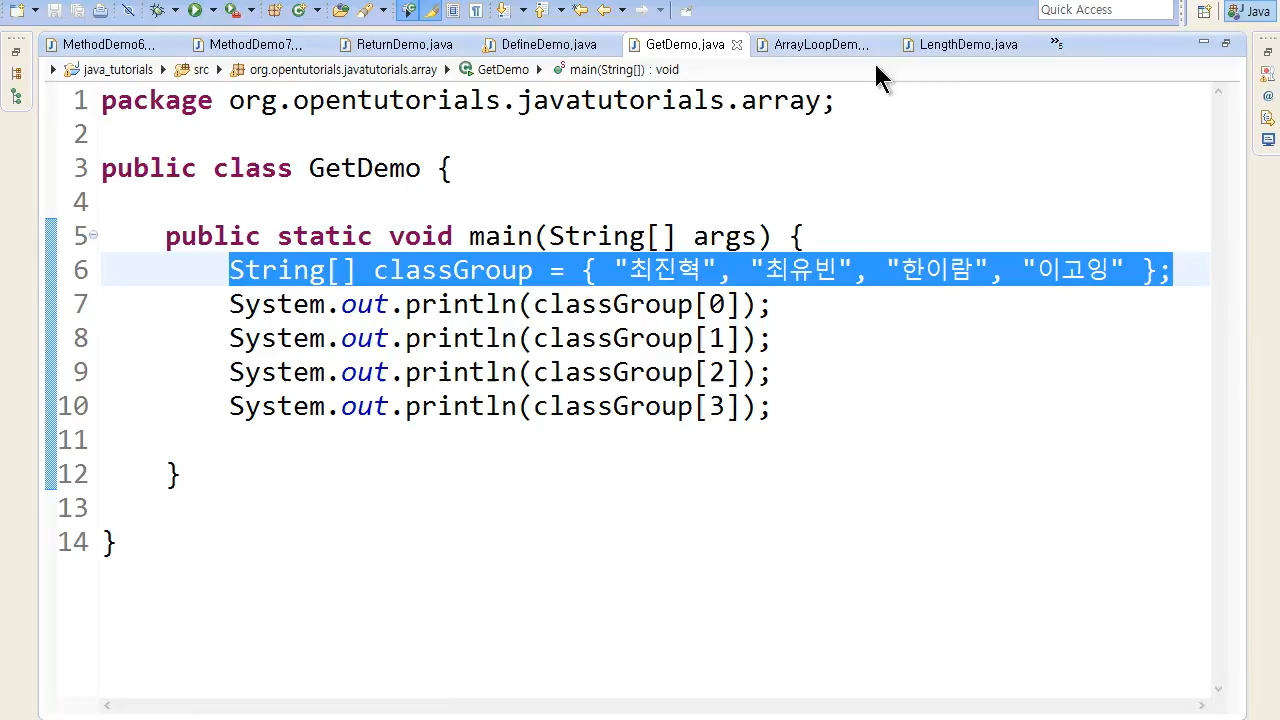 Quick Access
Java
MethodDemo6... MethodDemo7... ReturnDemo.java DefineDemo.java GetDemo.java ArrayLoopDem... LengthDemo.java »5
java_tutorials src org.opentutorials.javatutorials.array GetDemo main(String[]) : void
1 package org.opentutorials.javatutorials.array;
2
3 public class GetDemo {
4
5 public static void main(String[] args) {
6 String[] classGroup = { "최진혁", "최유빈", "한이람", "이고잉" };
7 System.out.println(classGroup[0]);
8 System.out.println(classGroup[1]);
9 System.out.println(classGroup[2]);
10 System.out.println(classGroup[3]);
11
12 }
13
14 }